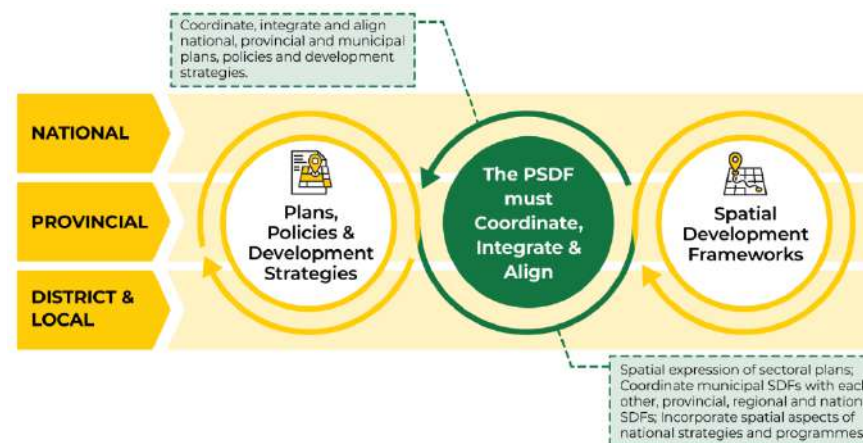 Coordinate, integrate and align
national, provincial and municipal
plans, policies and development
strategies.
NATIONAL
PROVINCIAL
DISTRICT &
LOCAL
Plans,
Policies &
Development
Strategies
The PSDF
must
Coordinate,
Integrate &
Align
Spatial
Development
Frameworks
Spatial expression of sectoral plans;
Coordinate municipal SDFs with each
other, provincial, regional and nation
SDFs; Incorporate spatial aspects of
national strategies and programmes